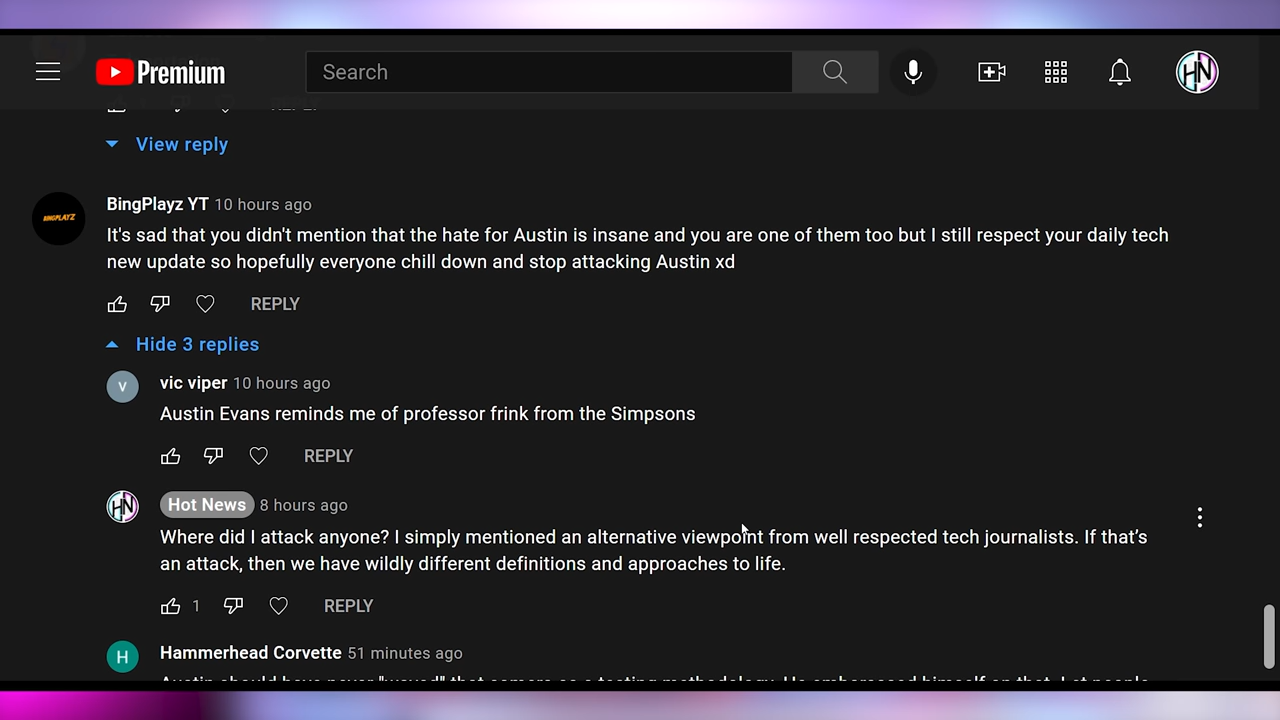 Premium
Search
HN
View reply
BINGPLAYZ
BingPlayz YT 10 hours ago
It's sad that you didn't mention that the hate for Austin is insane and you are one of them too but I still respect your daily tech
new update so hopefully everyone chill down and stop attacking Austin xd
REPLY
Hide 3 replies
V
vic viper 10 hours ago
Austin Evans reminds me of professor frink from the Simpsons
REPLY
HN
Hot News 8 hours ago
Where did I attack anyone? I simply mentioned an alternative viewpoint from well respected tech journalists. If that's
an attack, then we have wildly different definitions and approaches to life.
1 REPLY
H
Hammerhead Corvette 51 minutes ago